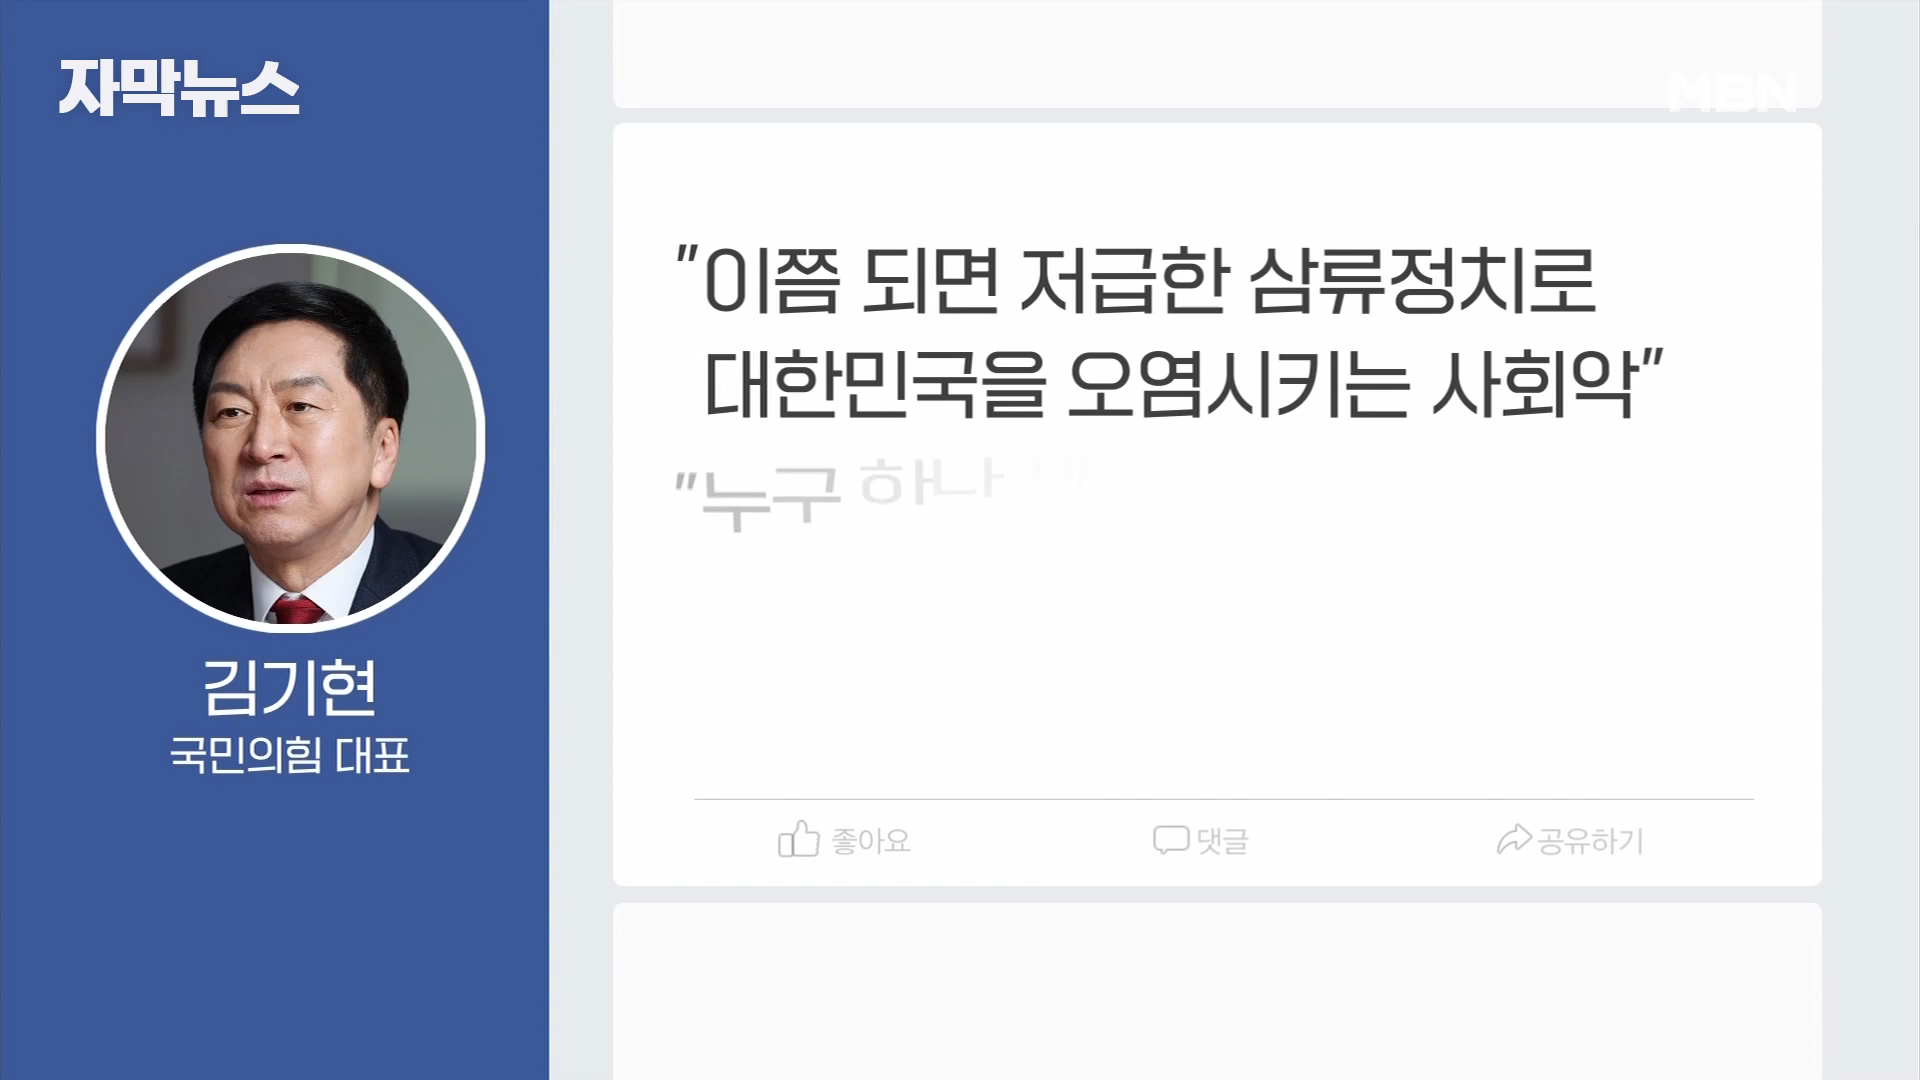 자막뉴스
MBN
"이쯤 되면 저급한 삼류정치로
대한민국을 오염시키는 사회악"
"누구 하나
김기현
국민의힘 대표
좋아요 댓글 공유하기